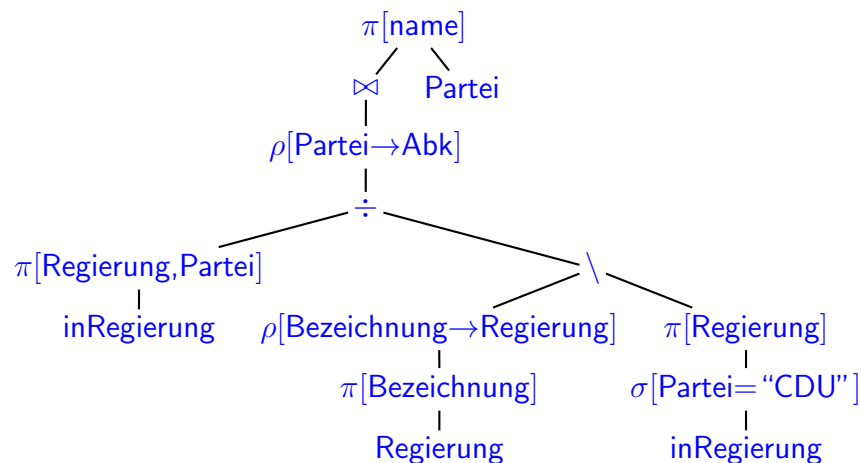 π[name]
⋈ Partei
ρ[Partei→Abk]
÷
π[Regierung,Partei] \
inRegierung ρ[Bezeichnung→Regierung] π[Regierung]
π[Bezeichnung] σ[Partei=“CDU”]
Regierung inRegierung